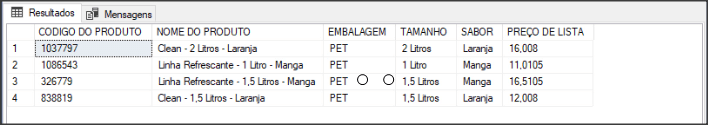 Resultados Mensagens
CODIGO DO PRODUTO NOME DO PRODUTO EMBALAGEM TAMANHO SABOR PREÇO DE LISTA
1 1037797 Clean - 2 Litros - Laranja PET 2 Litros Laranja 16,008
2 1086543 Linha Refrescante - 1 Litro - Manga PET 1 Litro Manga 11,0105
3 326779 Linha Refrescante - 1,5 Litros - Manga PET 1,5 Litros Manga 16,5105
4 838819 Clean - 1,5 Litros - Laranja PET 1,5 Litros Laranja 12,008